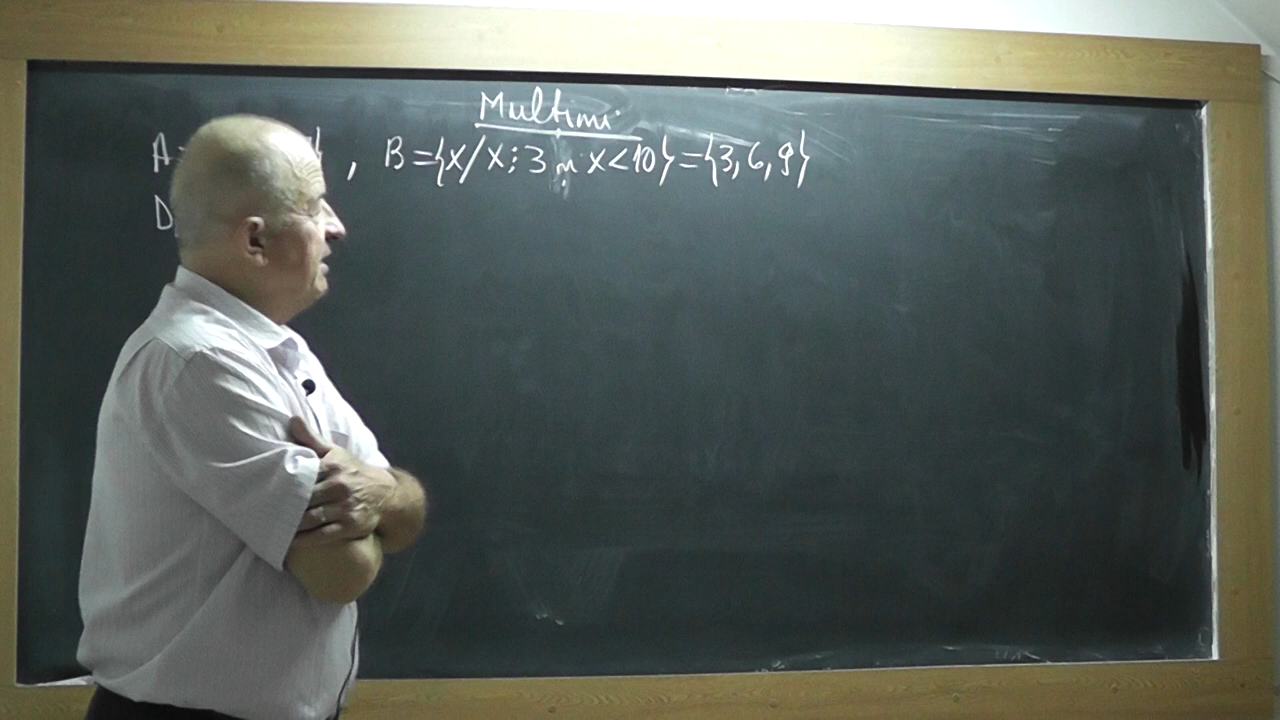 Mulțimi
A= } , B={x/x⋮3 și x<10}={3,6,9}
D